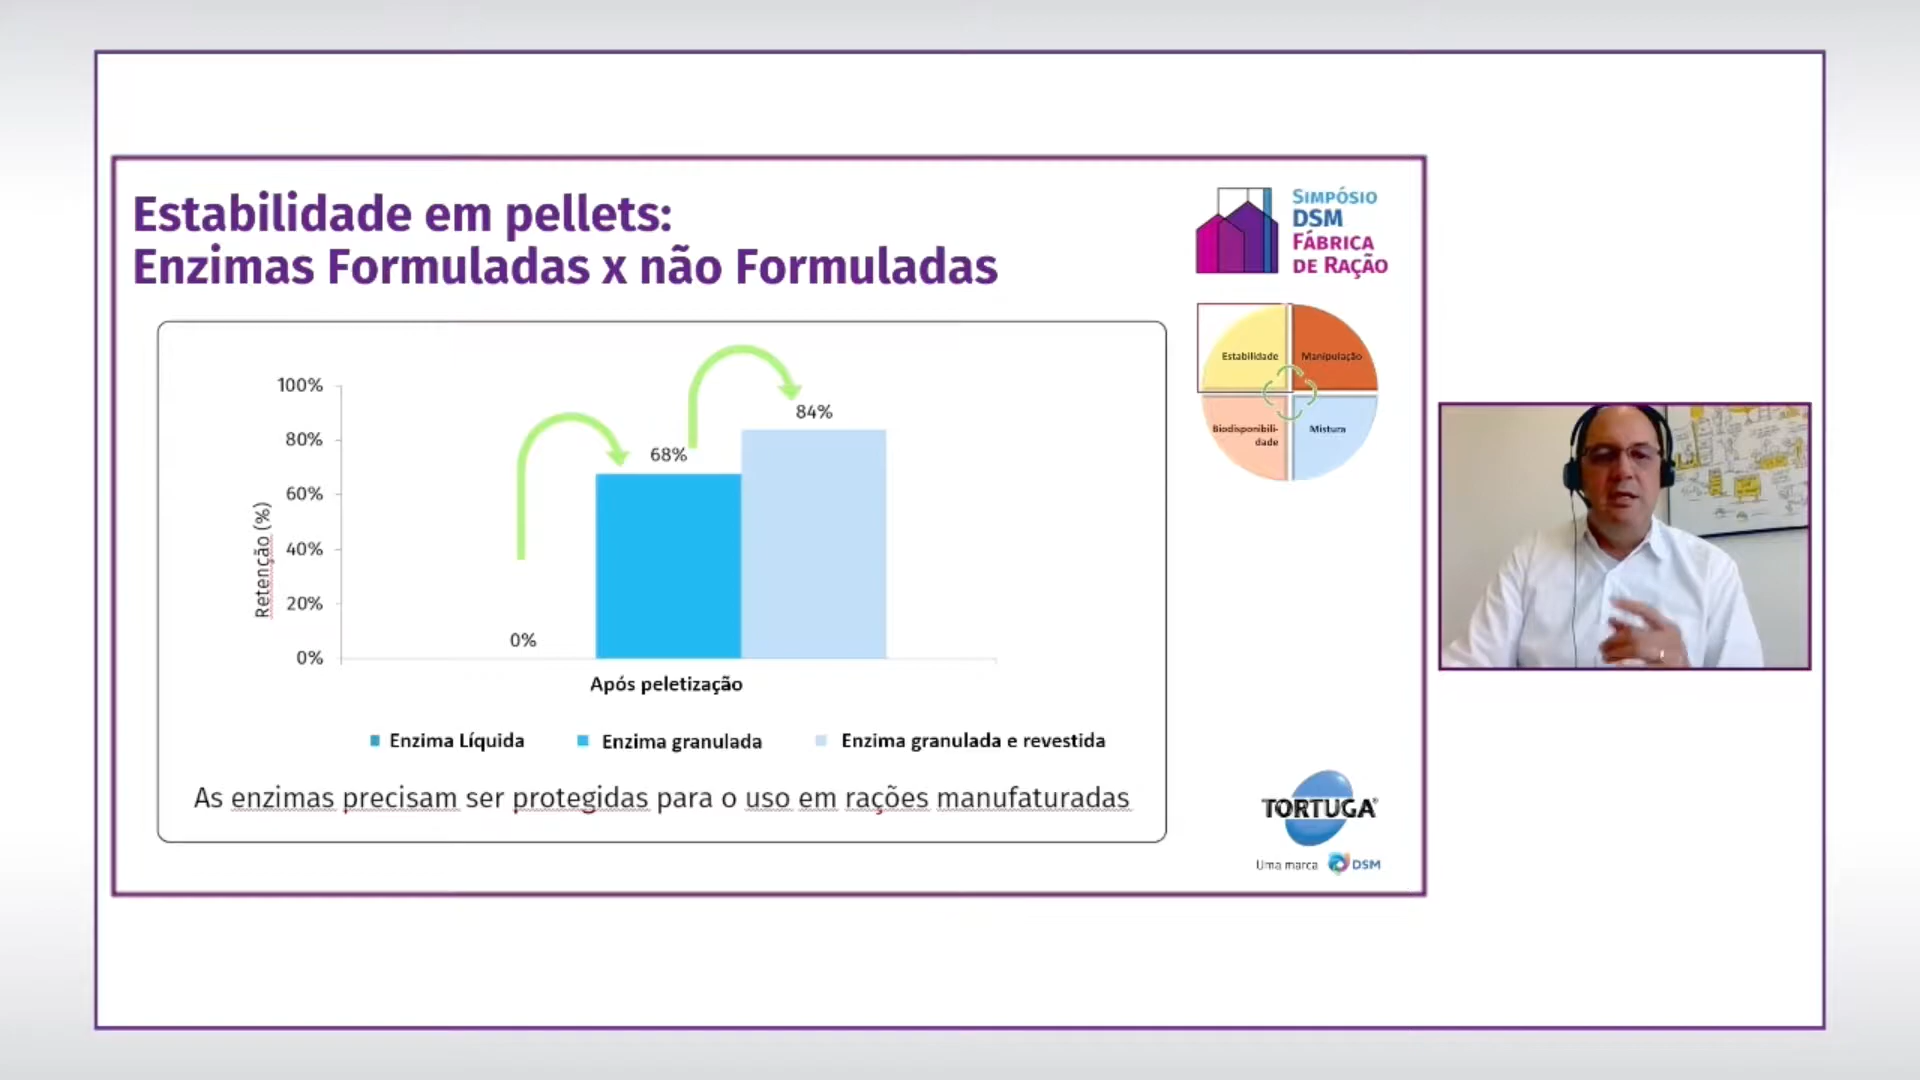 Estabilidade em pellets:
Enzimas Formuladas x não Formuladas
SIMPÓSIO
DSM
FÁBRICA
DE RAÇÃO
Estabilidade
Manipulação
Biodisponibili-
dade
Mistura
Retenção (%)
100%
80%
60%
40%
20%
0%
0%
68%
84%
Após peletização
Enzima Líquida
Enzima granulada
Enzima granulada e revestida
As enzimas precisam ser protegidas para o uso em rações manufaturadas
TORTUGA®
Uma marca DSM